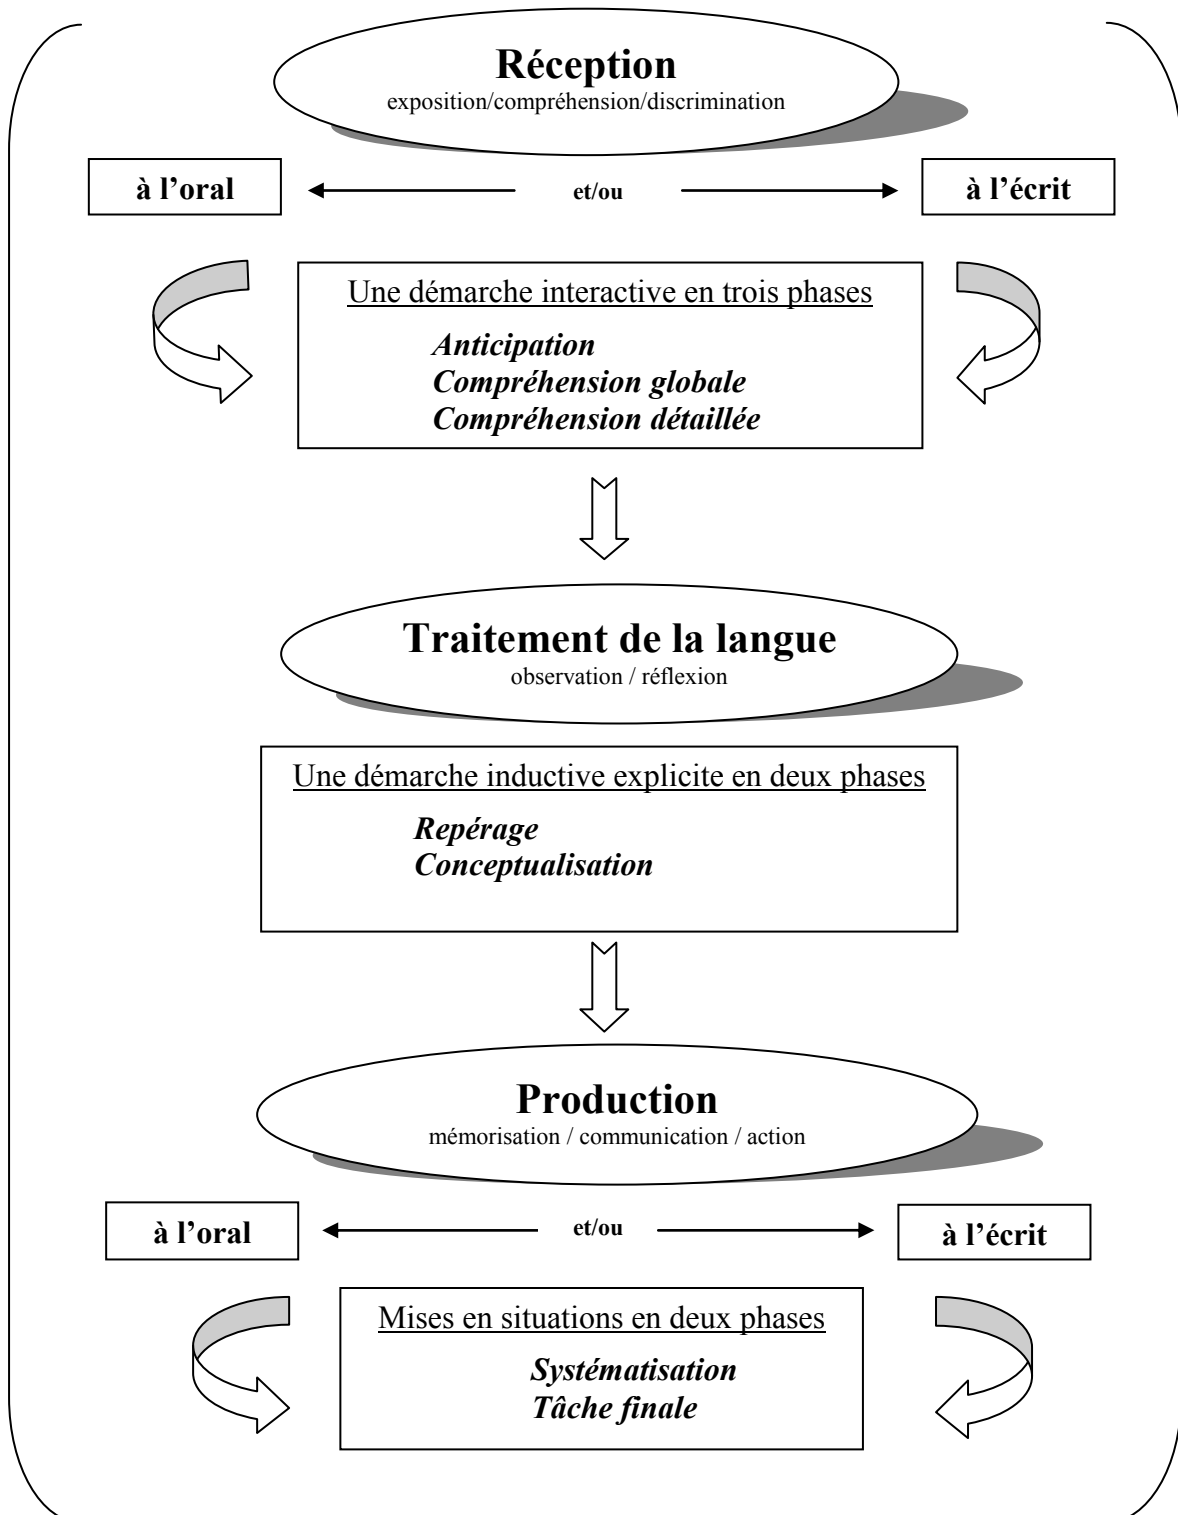 Réception
exposition/compréhension/discrimination
à l’oral
et/ou
à l’écrit
Une démarche interactive en trois phases
Anticipation
Compréhension globale
Compréhension détaillée
Traitement de la langue
observation / réflexion
Une démarche inductive explicite en deux phases
Repérage
Conceptualisation
Production
mémorisation / communication / action
à l’oral
et/ou
à l’écrit
Mises en situations en deux phases
Systématisation
Tâche finale